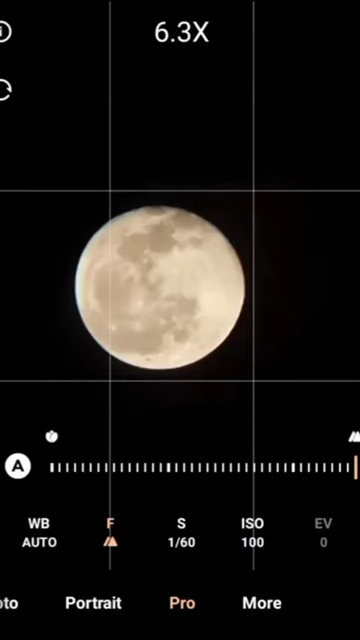 6.3X
A
WB F S ISO EV
AUTO 1/60 100 0
oto Portrait Pro More